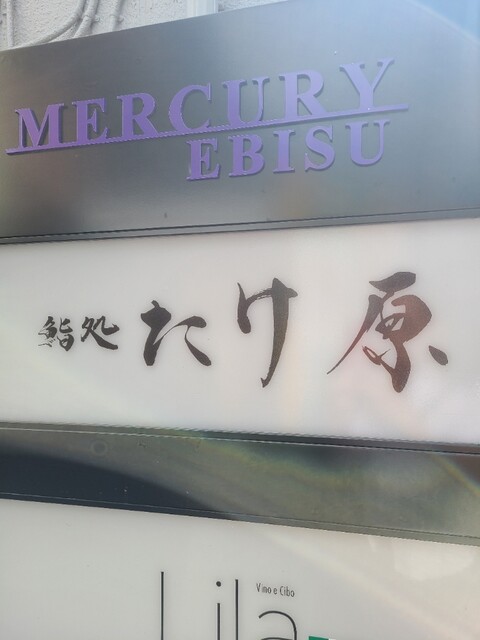 MERCURY
EBISU
鮨処 たけ原
Vino e Cibo
Lila